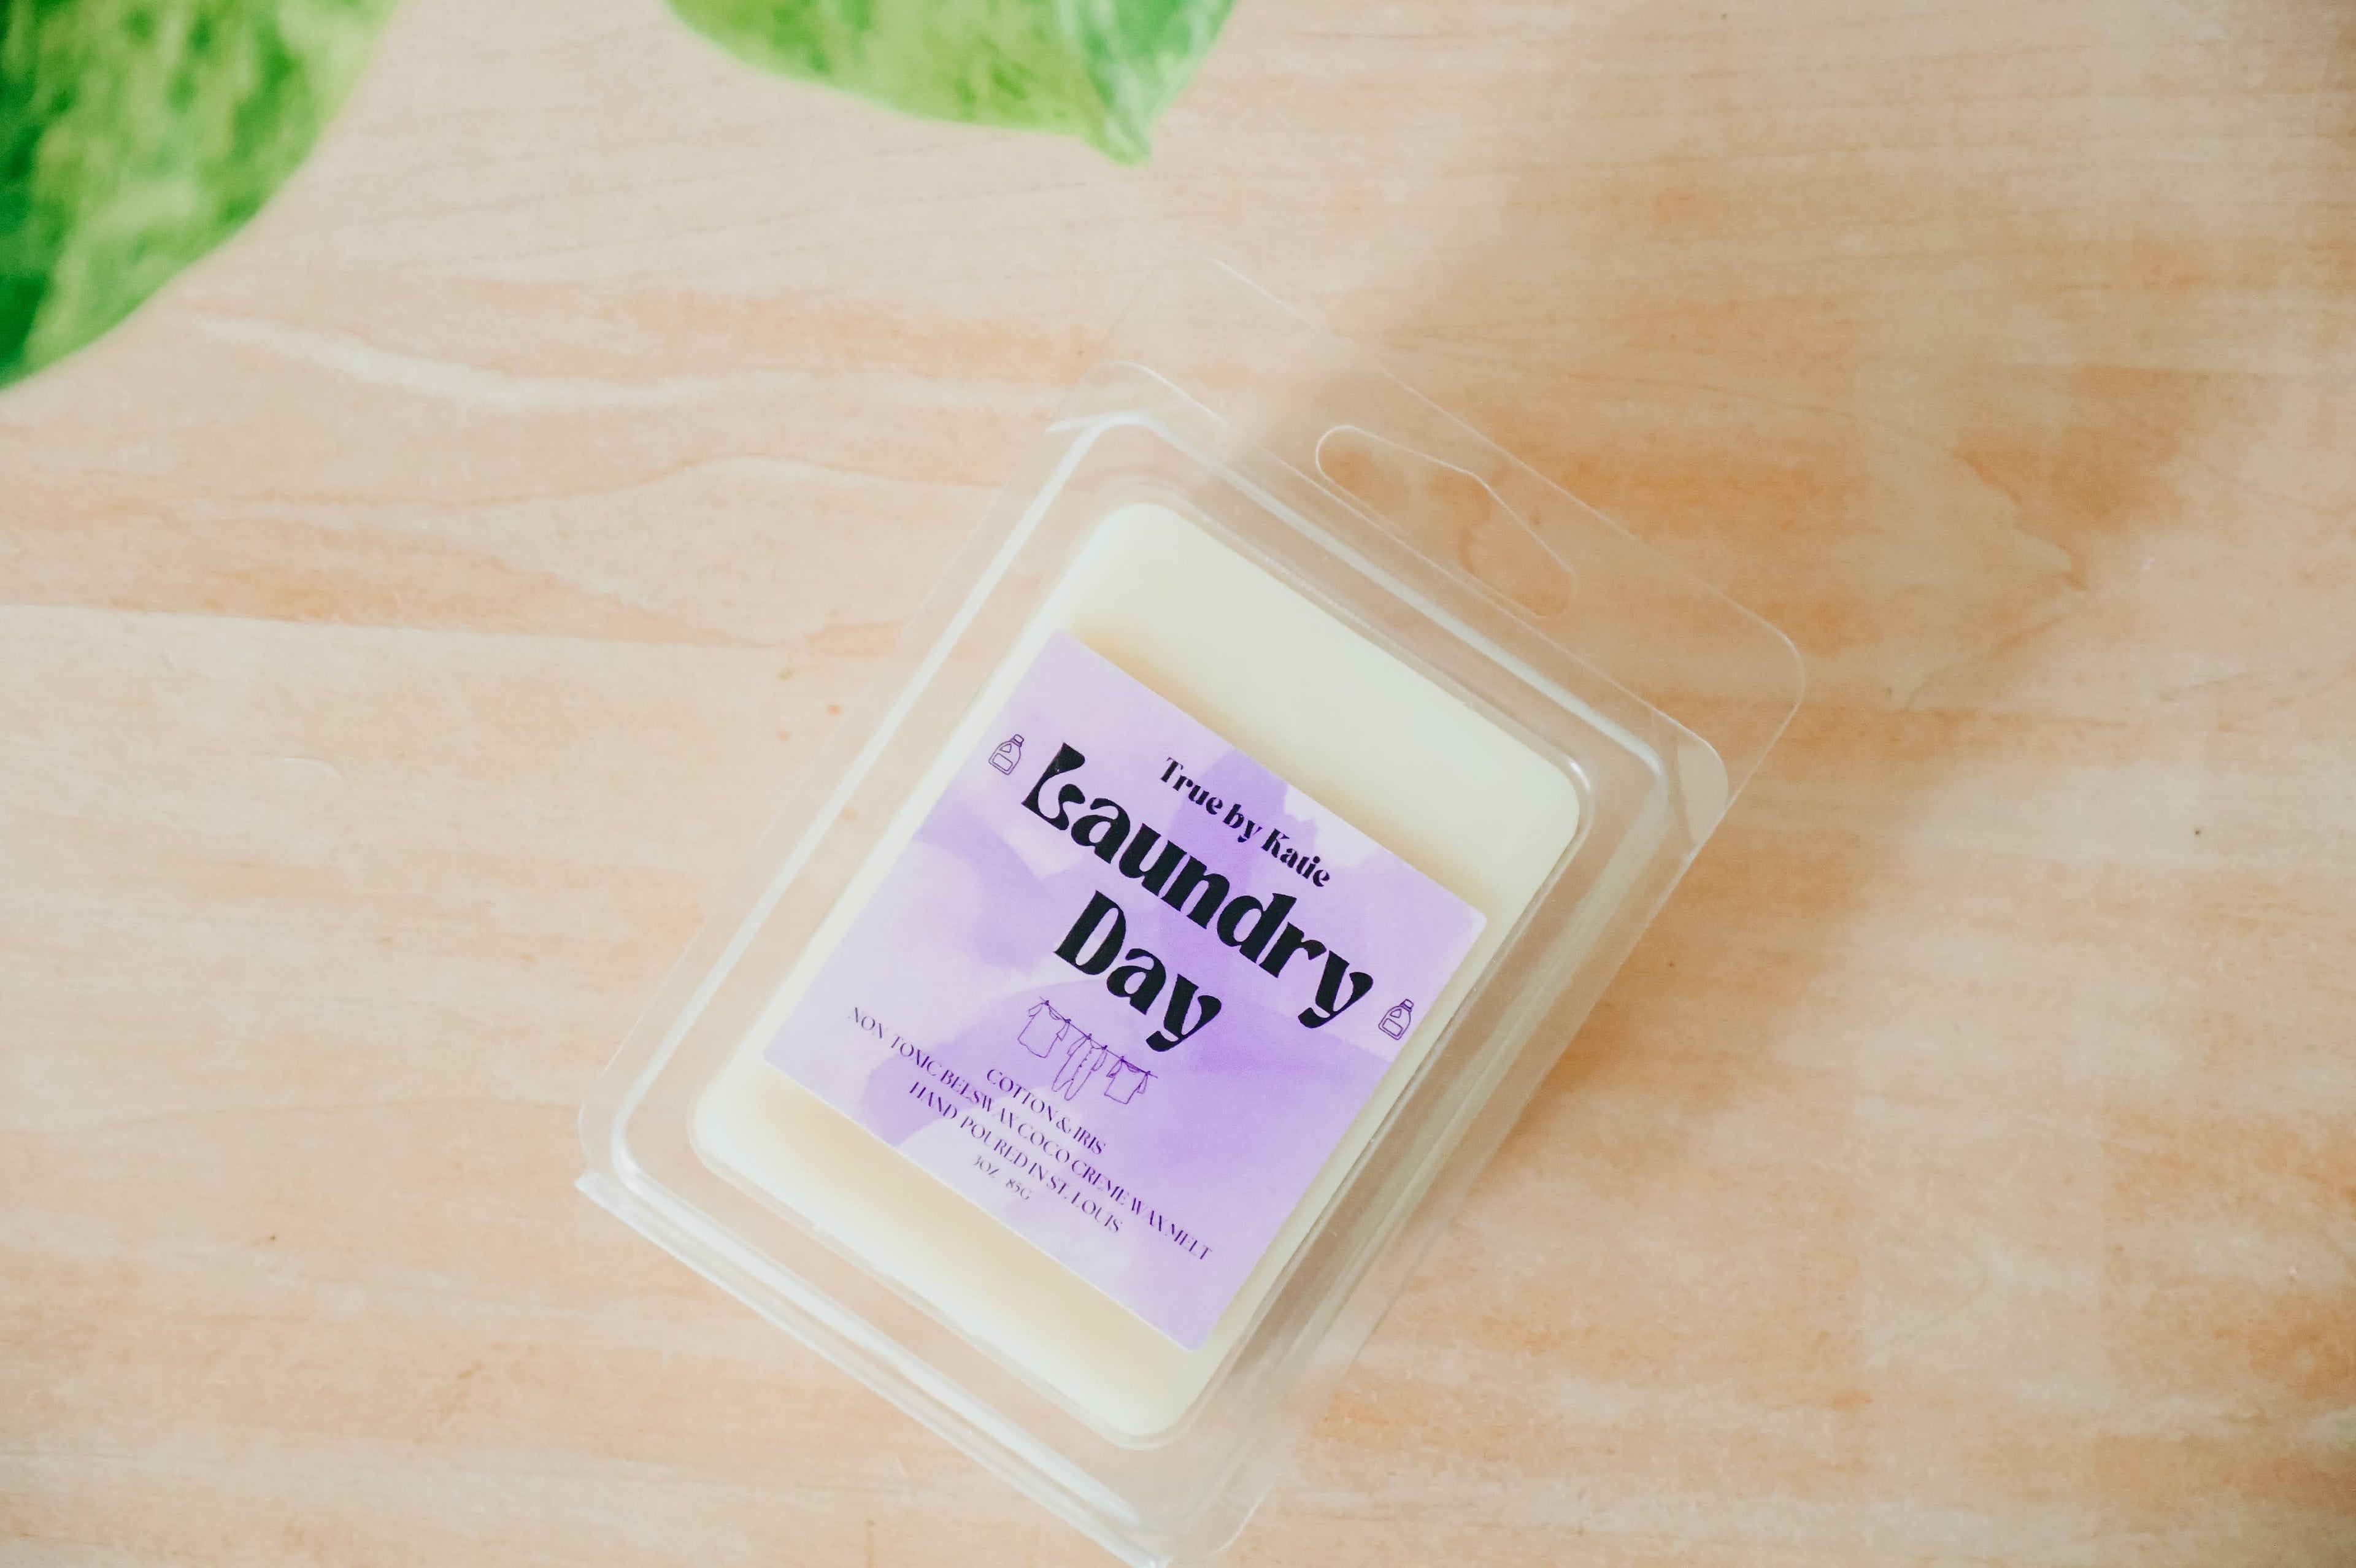 True by Katie
Laundry
Day
COTTON & IRIS
NON TOXIC BEESWAX COCO CREME WAX MELT
HAND POURED IN ST. LOUIS
3OZ 85G